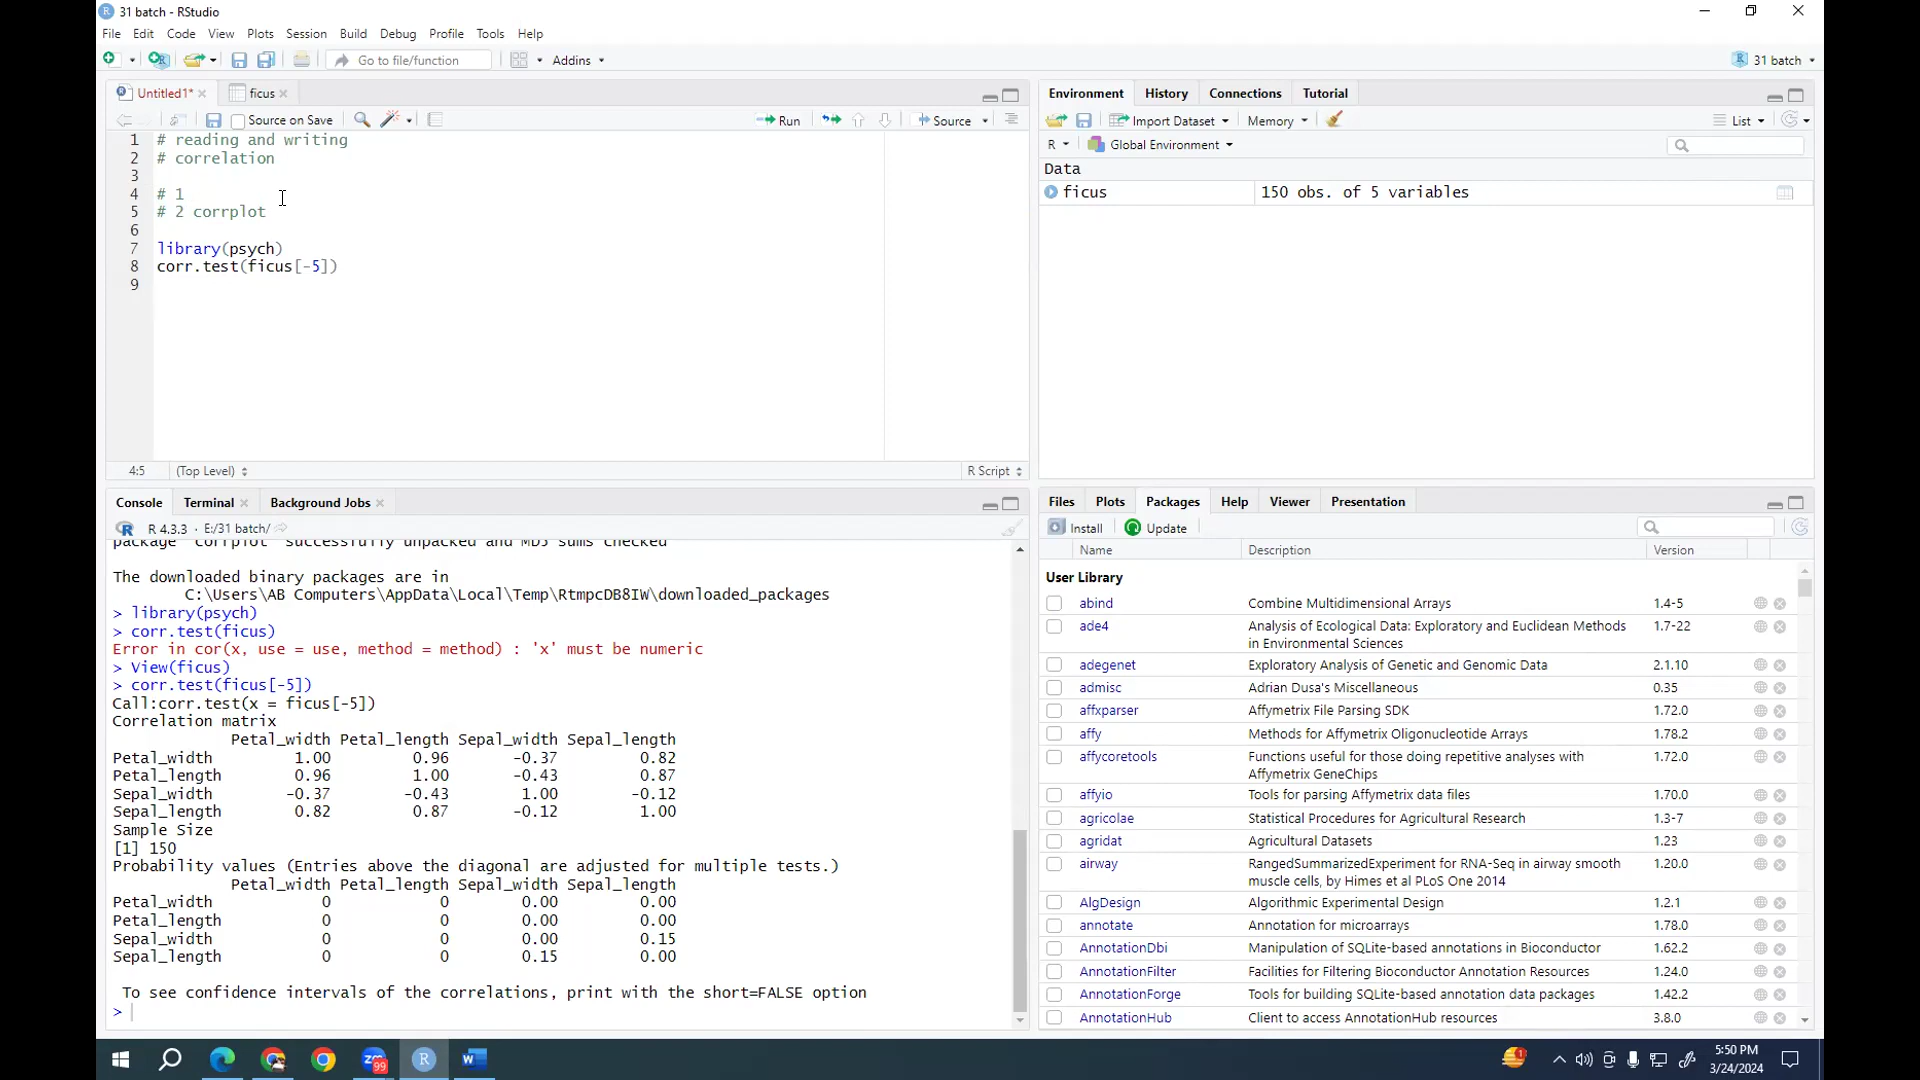 31 batch - RStudio
File Edit Code View Plots Session Build Debug Profile Tools Help
Go to file/function Addins 31 batch
Untitled1* ficus
Source on Save Run Source
1 # reading and writing
2 # correlation
3
4 # 1
5 # 2 corrplot
6
7 library(psych)
8 corr.test(ficus[-5])
9
4:5 (Top Level) R Script
Console Terminal Background Jobs
R 4.3.3 · E:/31 batch/
package ‘corrplot’ successfully unpacked and MD5 sums checked
The downloaded binary packages are in
C:\Users\AB Computers\AppData\Local\Temp\RtmpcDB8IW\downloaded_packages
> library(psych)
> corr.test(ficus)
Error in cor(x, use = use, method = method) : 'x' must be numeric
> View(ficus)
> corr.test(ficus[-5])
Call:corr.test(x = ficus[-5])
Correlation matrix
Petal_width Petal_length Sepal_width Sepal_length
Petal_width 1.00 0.96 -0.37 0.82
Petal_length 0.96 1.00 -0.43 0.87
Sepal_width -0.37 -0.43 1.00 -0.12
Sepal_length 0.82 0.87 -0.12 1.00
Sample Size
[1] 150
Probability values (Entries above the diagonal are adjusted for multiple tests.)
Petal_width Petal_length Sepal_width Sepal_length
Petal_width 0 0 0.00 0.00
Petal_length 0 0 0.00 0.00
Sepal_width 0 0 0.00 0.15
Sepal_length 0 0 0.15 0.00
To see confidence intervals of the correlations, print with the short=FALSE option
>
Environment History Connections Tutorial
Import Dataset Memory List
R Global Environment
Data
ficus 150 obs. of 5 variables
Files Plots Packages Help Viewer Presentation
Install Update
Name Description Version
User Library
abind Combine Multidimensional Arrays 1.4-5
ade4 Analysis of Ecological Data: Exploratory and Euclidean Methods 1.7-22
in Environmental Sciences
adegenet Exploratory Analysis of Genetic and Genomic Data 2.1.10
admisc Adrian Dusa's Miscellaneous 0.35
affxparser Affymetrix File Parsing SDK 1.72.0
affy Methods for Affymetrix Oligonucleotide Arrays 1.78.2
affycoretools Functions useful for those doing repetitive analyses with 1.72.0
Affymetrix GeneChips
affyio Tools for parsing Affymetrix data files 1.70.0
agricolae Statistical Procedures for Agricultural Research 1.3-7
agridat Agricultural Datasets 1.23
airway RangedSummarizedExperiment for RNA-Seq in airway smooth 1.20.0
muscle cells, by Himes et al PLoS One 2014
AlgDesign Algorithmic Experimental Design 1.2.1
annotate Annotation for microarrays 1.78.0
AnnotationDbi Manipulation of SQLite-based annotations in Bioconductor 1.62.2
AnnotationFilter Facilities for Filtering Bioconductor Annotation Resources 1.24.0
AnnotationForge Tools for building SQLite-based annotation data packages 1.42.2
AnnotationHub Client to access AnnotationHub resources 3.8.0
99
5:50 PM
3/24/2024